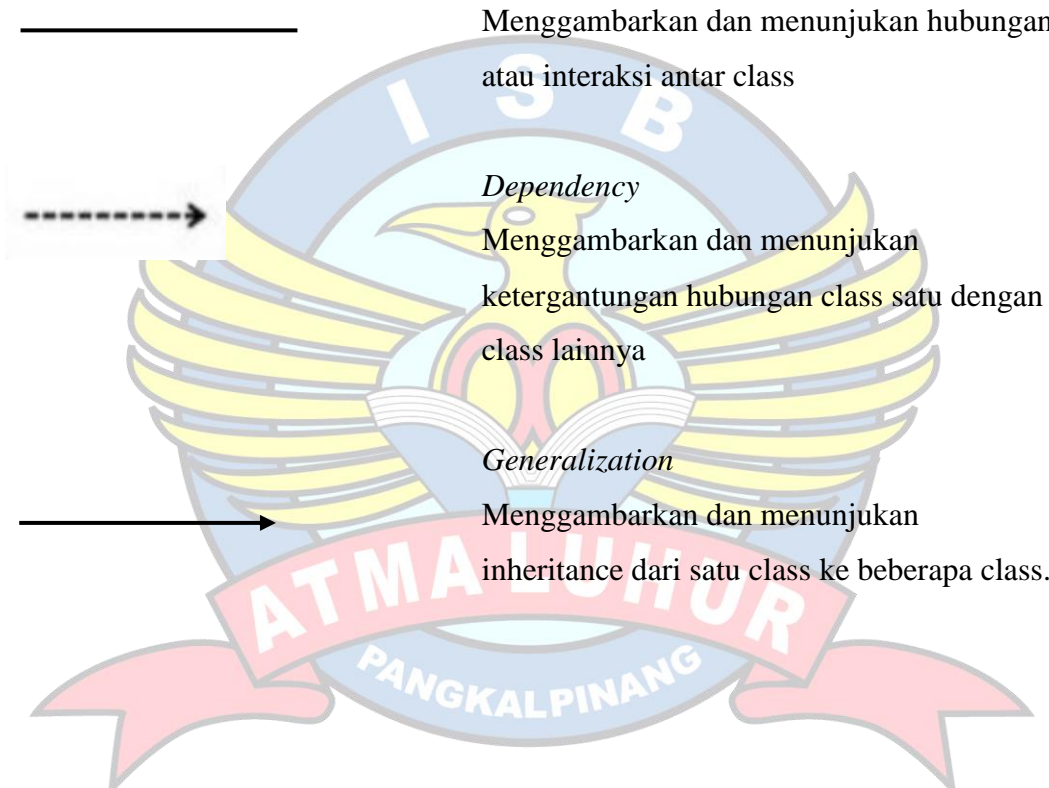 Menggambarkan dan menunjukan hubungan
atau interaksi antar class
I S B
Dependency
Menggambarkan dan menunjukan
ketergantungan hubungan class satu dengan
class lainnya
Generalization
Menggambarkan dan menunjukan
inheritance dari satu class ke beberapa class.
ATMA LUHUR
PANGKALPINANG